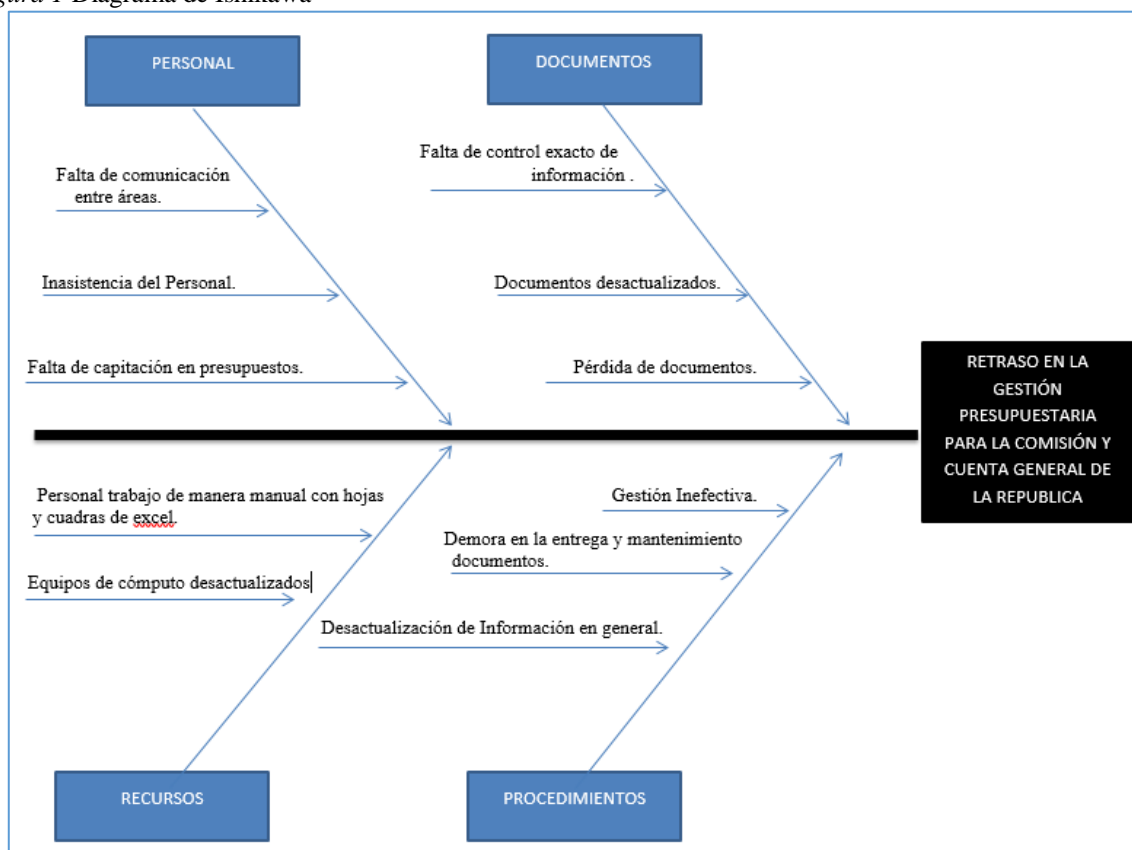 Diagrama de Ishikawa
PERSONAL
DOCUMENTOS
Falta de comunicación
entre áreas.
Inasistencia del Personal.
Falta de capitación en presupuestos.
Falta de control exacto de
información .
Documentos desactualizados.
Pérdida de documentos.
RETRASO EN LA
GESTIÓN
PRESUPUESTARIA
PARA LA COMISIÓN Y
CUENTA GENERAL DE
LA REPUBLICA
Personal trabajo de manera manual con hojas
y cuadras de excel.
Equipos de cómputo desactualizados
Gestión Inefectiva.
Demora en la entrega y mantenimiento
documentos.
Desactualización de Información en general.
RECURSOS
PROCEDIMIENTOS